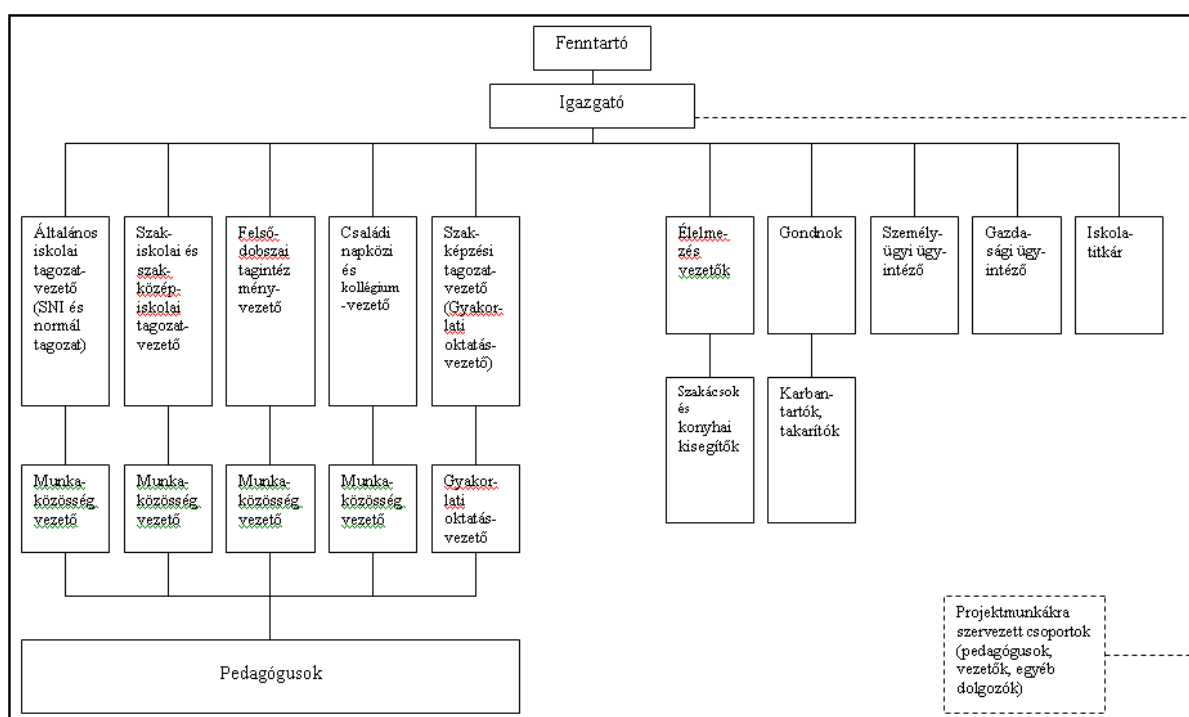 Fenntartó
Igazgató
Általános
iskolai
tagozat-
vezető
(SNI és
normál
tagozat)
Szak-
iskolai és
szak-
közép-
iskolai
tagozat-
vezető
Felső-
dobszai
tagintéz
mény-
vezető
Családi
napközi
és
kollégium
-vezető
Szak-
képzési
tagozat-
vezető
(Gyakor-
lati
oktatás-
vezető)
Élelme-
zés
vezetők
Gondnok
Személy-
ügyi ügy-
intéző
Gazda-
sági ügy-
intéző
Iskola-
titkár
Szakácsok
és
konyhai
kisegítők
Karban-
tartók,
takarítók
Munka-
közösség
vezető
Munka-
közösség
vezető
Munka-
közösség
vezető
Munka-
közösség
vezető
Gyakor-
lati
oktatás-
vezető
Pedagógusok
Projektmunkákra
szervezett csoportok
(pedagógusok,
vezetők, egyéb
dolgozók)